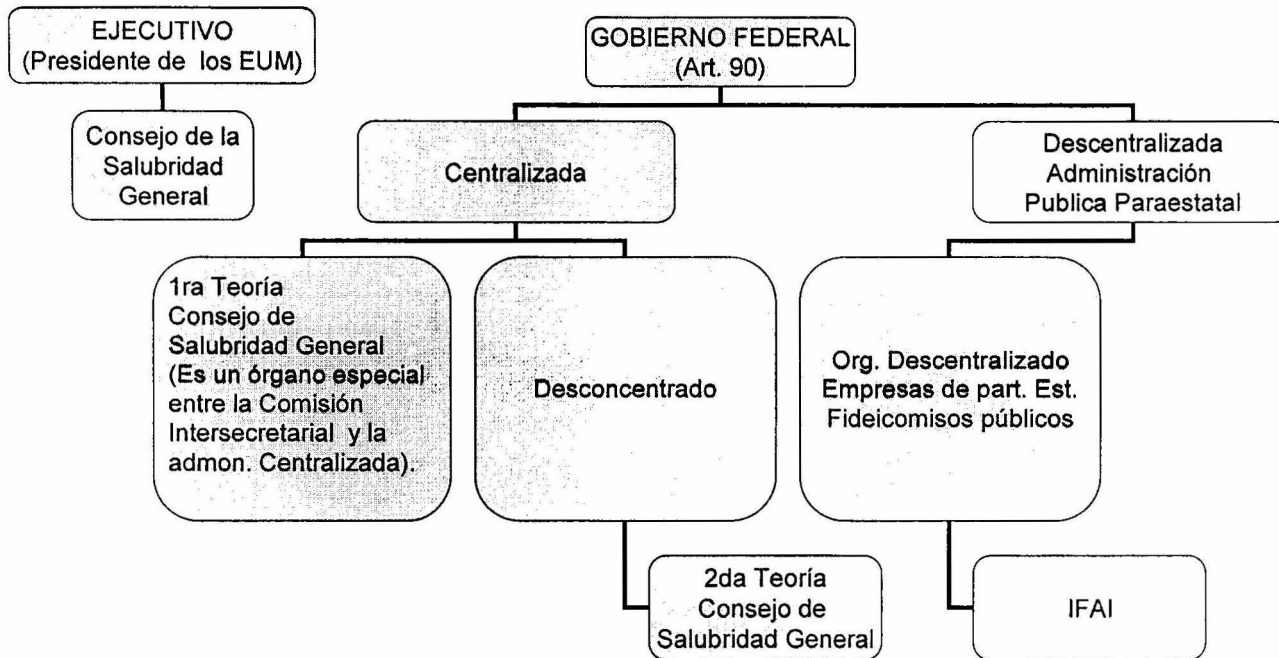 EJECUTIVO
(Presidente de los EUM)
Consejo de la
Salubridad
General
GOBIERNO FEDERAL
(Art. 90)
Centralizada
Descentralizada
Administración
Publica Paraestatal
1ra Teoría
Consejo de
Salubridad General
(Es un órgano especial
entre la Comisión
Intersecretarial y la
admon. Centralizada).
Desconcentrado
Org. Descentralizado
Empresas de part. Est.
Fideicomisos públicos
2da Teoría
Consejo de
Salubridad General
IFAI